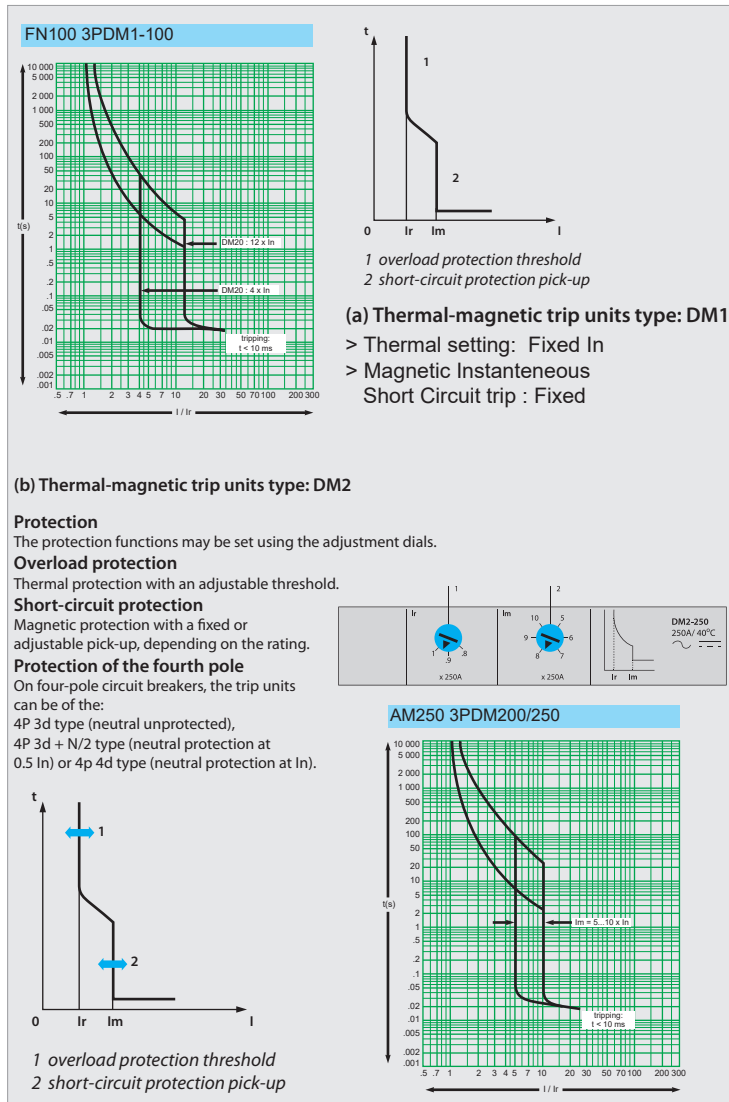 FN100 3PDM1-100
10 000
5 000
2 000
1 000
500
200
100
50
20
10
5
2
1
.5
.2
.1
.05
.02
.01
.005
.002
.001
t(s)
DM20 : 12 x In
DM20 : 4 x In
tripping:
t < 10 ms
.5 .7 1 2 3 4 5 7 10 20 30 50 70 100 200 300
I / Ir
t
1
2
0 Ir Im I
1 overload protection threshold
2 short-circuit protection pick-up
(a) Thermal-magnetic trip units type: DM1
> Thermal setting: Fixed In
> Magnetic Instanteneous
Short Circuit trip : Fixed
(b) Thermal-magnetic trip units type: DM2
Protection
The protection functions may be set using the adjustment dials.
Overload protection
Thermal protection with an adjustable threshold.
Short-circuit protection
Magnetic protection with a fixed or
adjustable pick-up, depending on the rating.
Protection of the fourth pole
On four-pole circuit breakers, the trip units
can be of the:
4P 3d type (neutral unprotected),
4P 3d + N/2 type (neutral protection at
0.5 In) or 4p 4d type (neutral protection at In).
1
2
Ir
1 .9 .8
x 250A
Im
10 5
9 6
8 7
x 250A
Ir Im
DM2-250
250A/ 40°C
t
1
2
0 Ir Im I
1 overload protection threshold
2 short-circuit protection pick-up
AM250 3PDM200/250
10 000
5 000
2 000
1 000
500
200
100
50
20
10
5
2
1
.5
.2
.1
.05
.02
.01
.005
.002
.001
t(s)
Im = 5...10 x In
tripping:
t < 10 ms
.5 .7 1 2 3 4 5 7 10 20 30 50 70 100 200 300
I / Ir